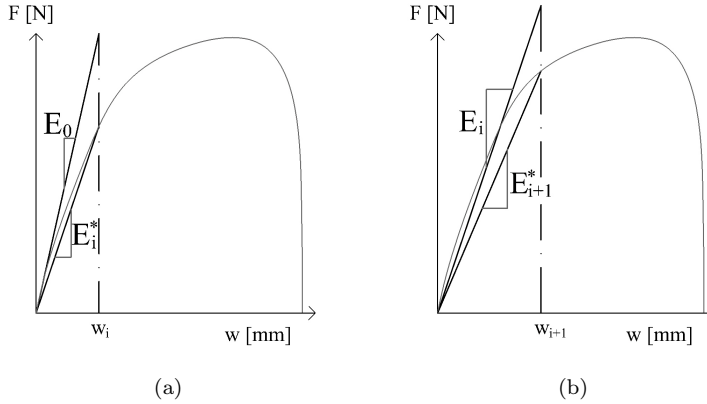 F [N]
E₀
E*ᵢ
wᵢ
w [mm]
(a)
F [N]
Eᵢ
E*ᵢ₊₁
wᵢ₊₁
w [mm]
(b)